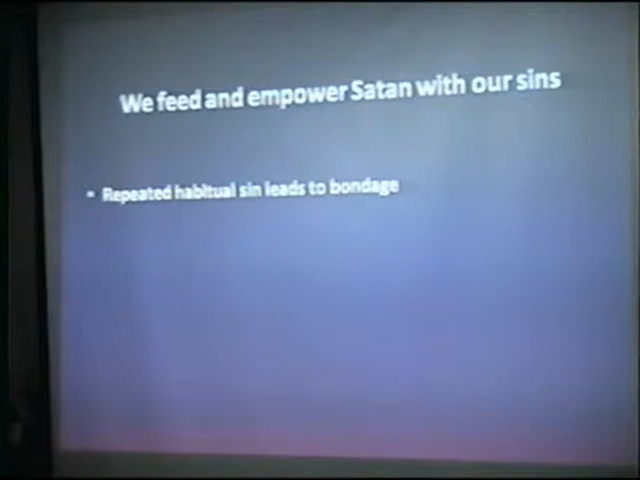 We feed and empower Satan with our sins
• Repeated habitual sin leads to bondage